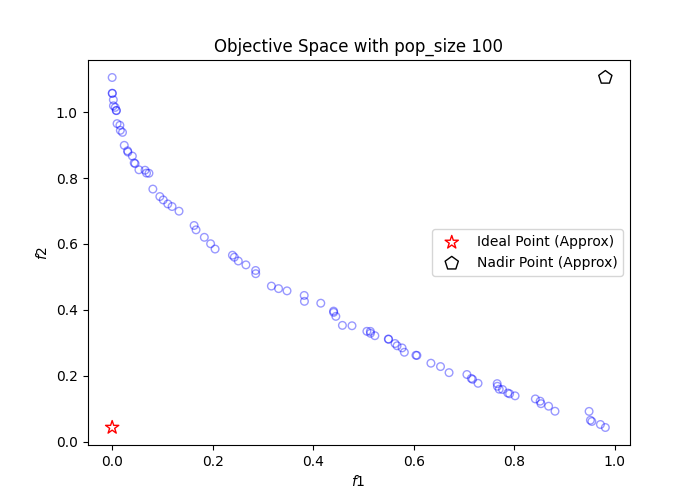 Objective Space with pop_size 100
f2
1.0
0.8
0.6
0.4
0.2
0.0
Ideal Point (Approx)
Nadir Point (Approx)
0.0 0.2 0.4 0.6 0.8 1.0
f1